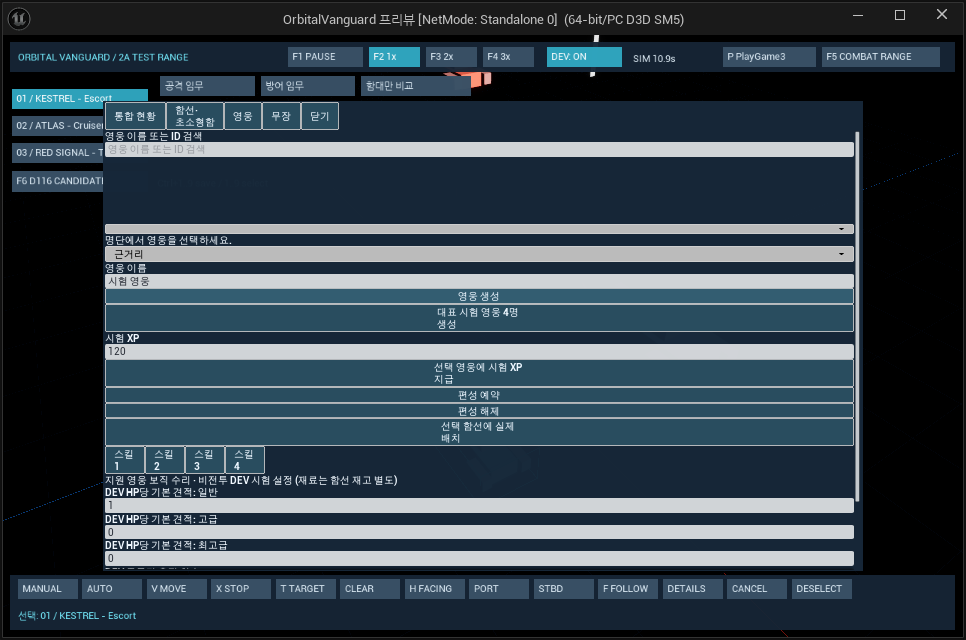 OrbitalVanguard 프리뷰 [NetMode: Standalone 0] (64-bit/PC D3D SM5)
ORBITAL VANGUARD / 2A TEST RANGE
F1 PAUSE
F2 1x
F3 2x
F4 3x
DEV: ON
SIM 10.9s
P PlayGame3
F5 COMBAT RANGE
공격 임무
방어 임무
함대만 비교
01 / KESTREL - Escort
02 / ATLAS - Cruiser
03 / RED SIGNAL - T
F6 D116 CANDIDAT
통합 현황
함선·
초소형함
영웅
무장
닫기
영웅 이름 또는 ID 검색
영웅 이름 또는 ID 검색
명단에서 영웅을 선택하세요.
근거리
영웅 이름
시험 영웅
영웅 생성
대표 시험 영웅 4명
생성
시험 XP
120
선택 영웅에 시험 XP
지급
편성 예약
편성 해제
선택 함선에 실제
배치
스킬
1
스킬
2
스킬
3
스킬
4
지원 영웅 보직 수리 · 비전투 DEV 시험 설정 (재료는 함선 재고 별도)
DEV HP당 기본 견적: 일반
1
DEV HP당 기본 견적: 고급
0
DEV HP당 기본 견적: 최고급
0
MANUAL
AUTO
V MOVE
X STOP
T TARGET
CLEAR
H FACING
PORT
STBD
F FOLLOW
DETAILS
CANCEL
DESELECT
선택: 01 / KESTREL - Escort